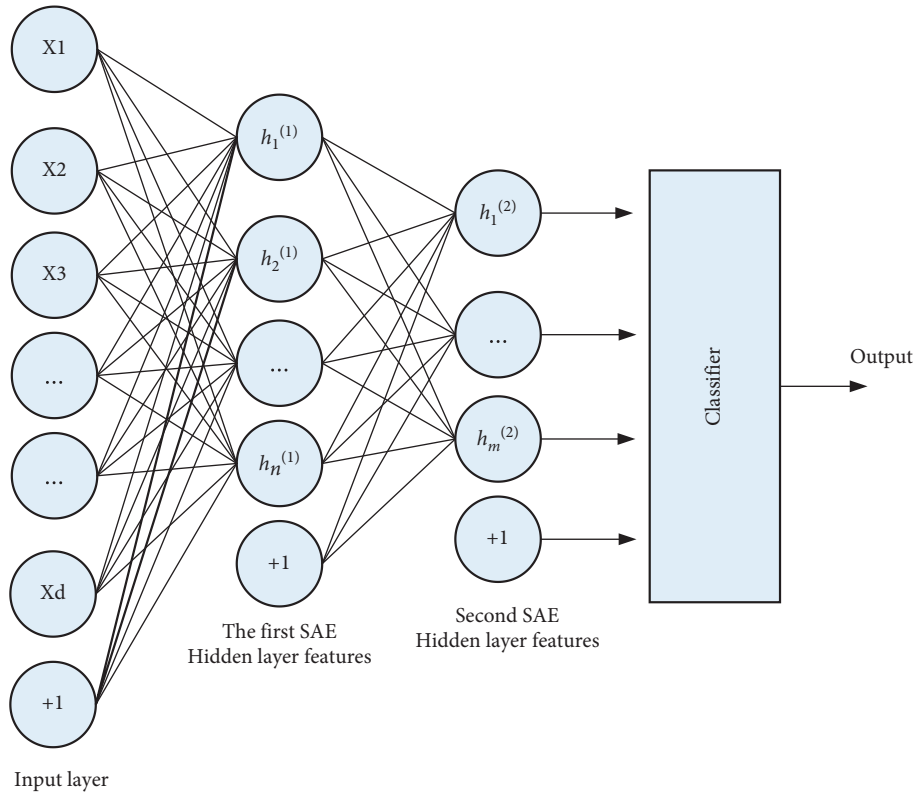 X1
X2
X3
...
...
Xd
+1
Input layer
h₁⁽¹⁾
h₂⁽¹⁾
...
hₙ⁽¹⁾
+1
The first SAE
Hidden layer features
h₁⁽²⁾
...
hₘ⁽²⁾
+1
Second SAE
Hidden layer features
Classifier
Output